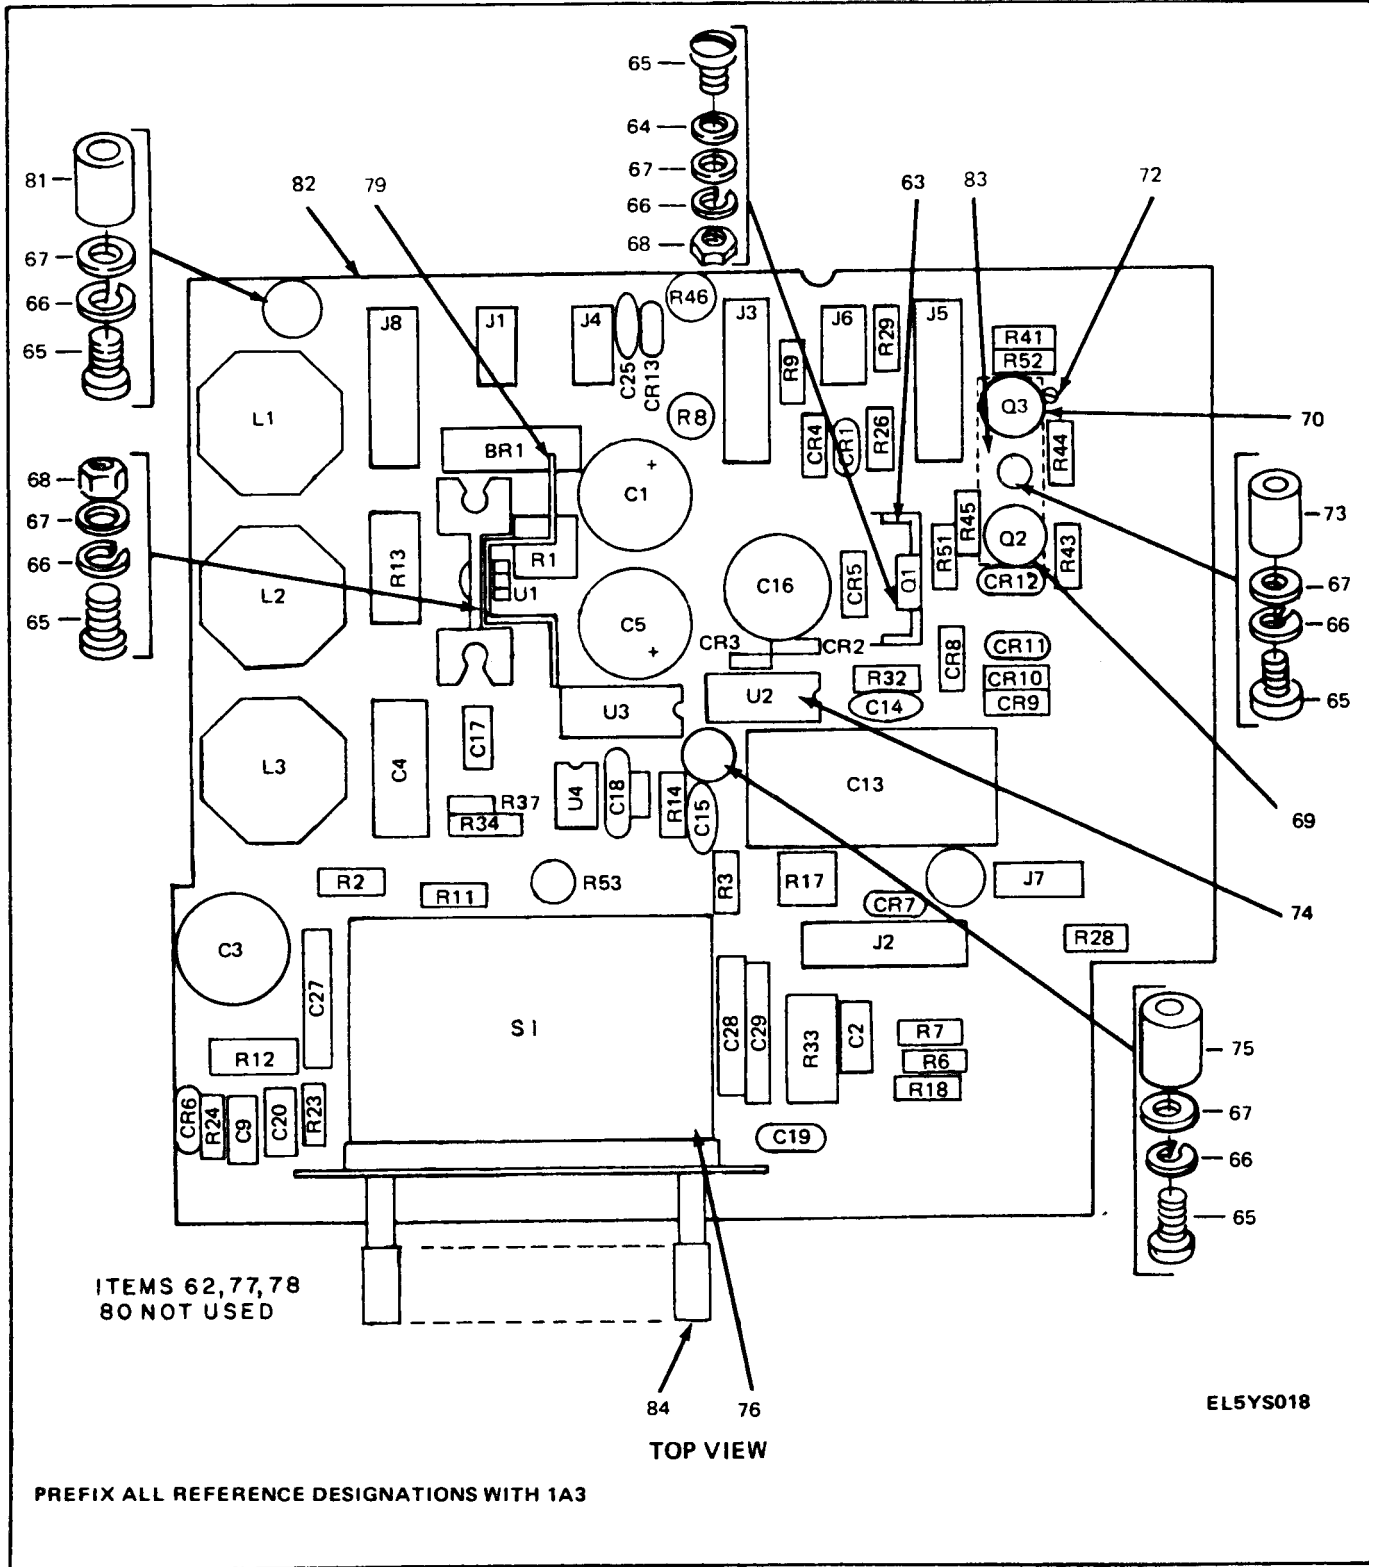 65
64
67
66
68
81
67
66
65
82
79
63
83
72
R46
J8
J1
J4
C25
CR13
J3
R9
J6
R29
J5
R41
R52
Q3
70
L1
R8
CR4
CR1
R26
R44
BR1
C1
+
68
67
66
65
73
67
66
65
R45
Q2
R51
R43
CR12
R13
R1
U1
L2
C16
CR5
Q1
C5
+
CR3
CR2
CR8
CR11
CR10
CR9
R32
C14
U3
U2
C17
L3
C4
U4
C18
R14
C15
C13
R37
R34
69
R2
R11
R53
R3
R17
CR7
J7
74
J2
R28
C3
C27
S1
C28
C29
R33
C2
R7
R6
R18
R12
CR6
R24
C9
C20
R23
C19
75
67
66
65
ITEMS 62,77,78
80 NOT USED
84
76
EL5YS018
TOP VIEW
PREFIX ALL REFERENCE DESIGNATIONS WITH 1A3